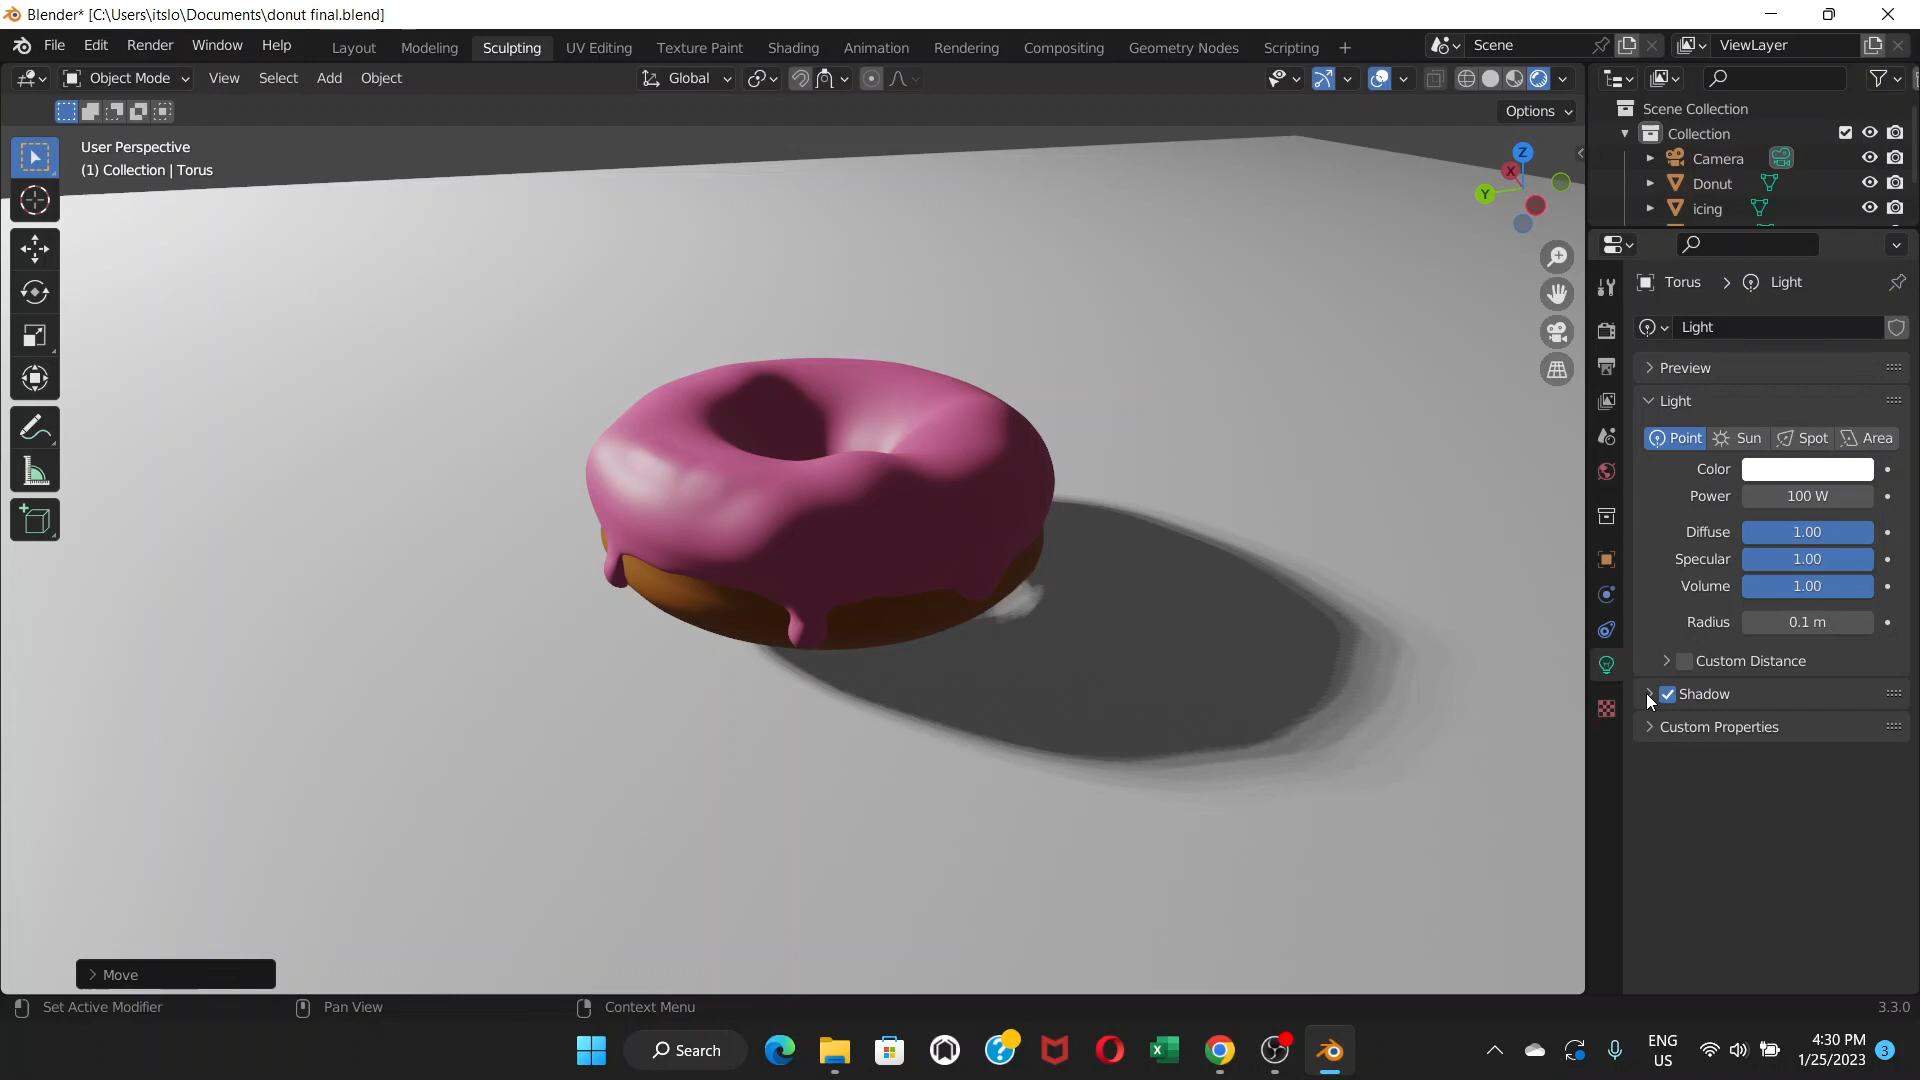 Blender* [C:\Users\itslo\Documents\donut final.blend]
File Edit Render Window Help Layout Modeling Sculpting UV Editing Texture Paint Shading Animation Rendering Compositing Geometry Nodes Scripting + Scene ViewLayer
Object Mode View Select Add Object Global
Options
User Perspective
(1) Collection | Torus
Z
X
Y
Scene Collection
Collection
Camera
Donut
icing
Torus Light
Light
Preview
Light
Point Sun Spot Area
Color
Power 100 W
Diffuse 1.00
Specular 1.00
Volume 1.00
Radius 0.1 m
Custom Distance
Shadow
Custom Properties
Move
Set Active Modifier Pan View Context Menu 3.3.0
Search
ENG
US
4:30 PM
1/25/2023
3